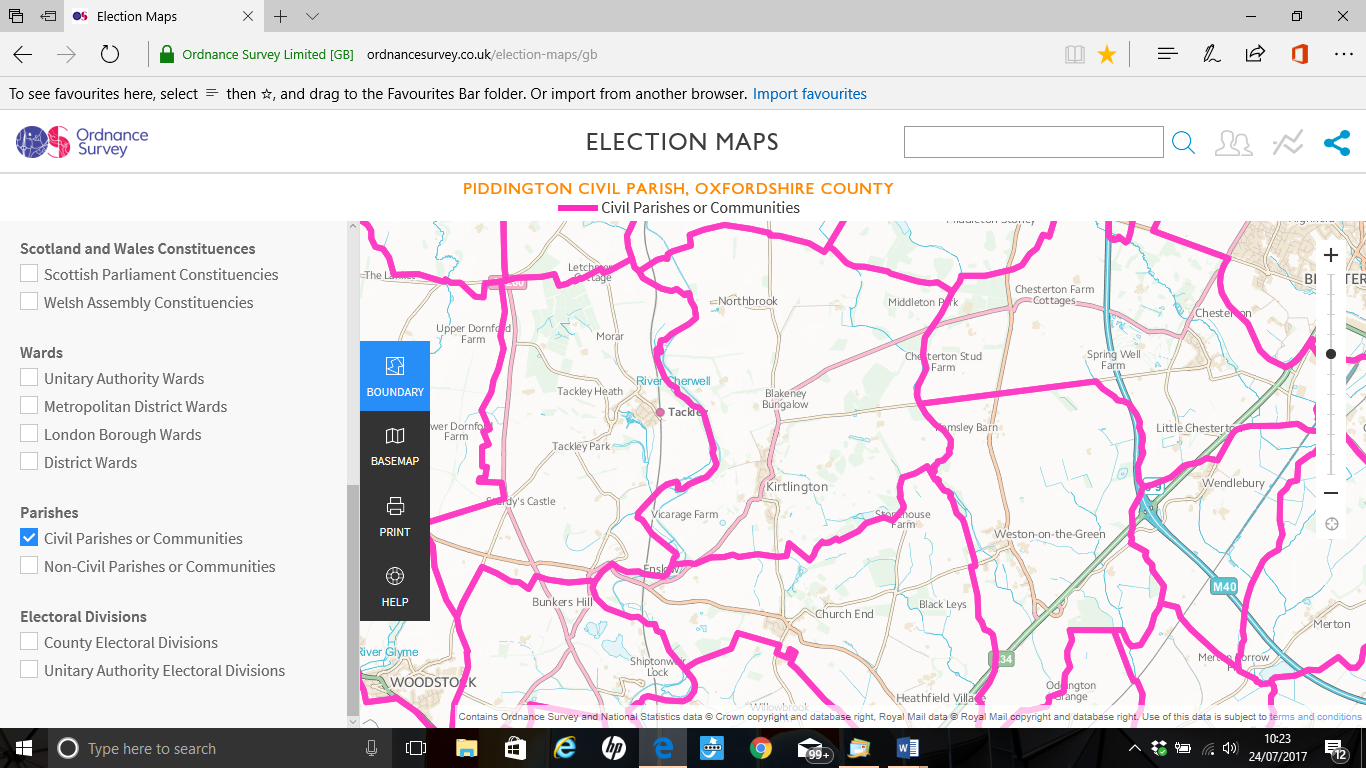 Election Maps
Ordnance Survey Limited [GB] ordnancesurvey.co.uk/election-maps/gb
To see favourites here, select then ☆, and drag to the Favourites Bar folder. Or import from another browser. Import favourites
Ordnance Survey
ELECTION MAPS
PIDDINGTON CIVIL PARISH, OXFORDSHIRE COUNTY
Civil Parishes or Communities
Scotland and Wales Constituences
Scottish Parliament Constituencies
Welsh Assembly Constituencies
Wards
Unitary Authority Wards
Metropolitan District Wards
London Borough Wards
District Wards
Parishes
Civil Parishes or Communities
Non-Civil Parishes or Communities
Electoral Divisions
County Electoral Divisions
Unitary Authority Electoral Divisions
BOUNDARY
BASEMAP
PRINT
HELP
Middleton Stoney
Northbrook
Middleton Park
Chesterton Farm
Cottages
Upper Dornford
Farm
Morar
Chesterton Stud
Farm
Spring Well
Farm
River Cherwell
Tackley Heath
Blakeney
Bungalow
Tackley
Tackley Park
Little Chesterton
Kirtlington
Wendlebury
Vicarage Farm
Weston-on-the-Green
Enslow
Bunkers Hill
Church End
Black Leys
M40
Merton
River Glyme
Shiptonweir
Lock
WOODSTOCK
Heathfield Village
Oddington
Grange
Contains Ordnance Survey and National Statistics data © Crown copyright and database right, Royal Mail data © Royal Mail copyright and database right. Use of this data is subject to terms and conditions
Type here to search
99+
10:23
24/07/2017
12